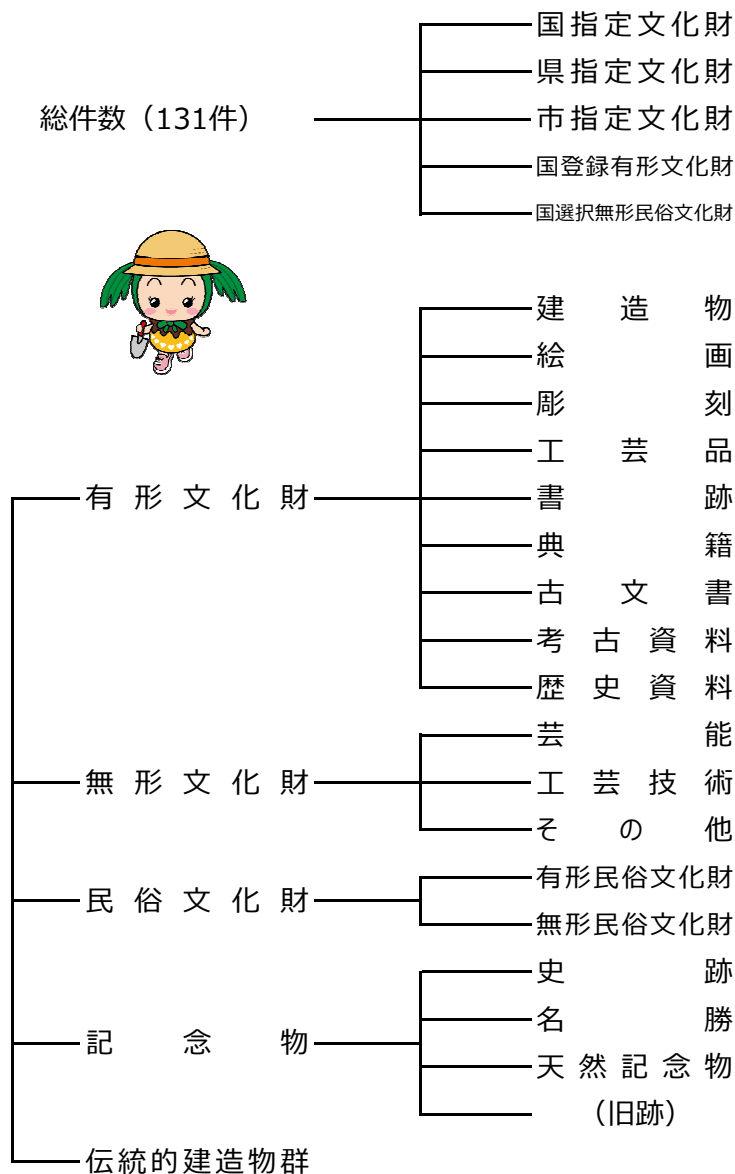 国指定文化財
県指定文化財
総件数（131件）
市指定文化財
国登録有形文化財
国選択無形民俗文化財
建造物
絵画
彫刻
工芸品
有形文化財
書跡
典籍
古文書
考古資料
歴史資料
芸能
無形文化財
工芸技術
その他
民俗文化財
有形民俗文化財
無形民俗文化財
史跡
記念物
名勝
天然記念物
（旧跡）
伝統的建造物群